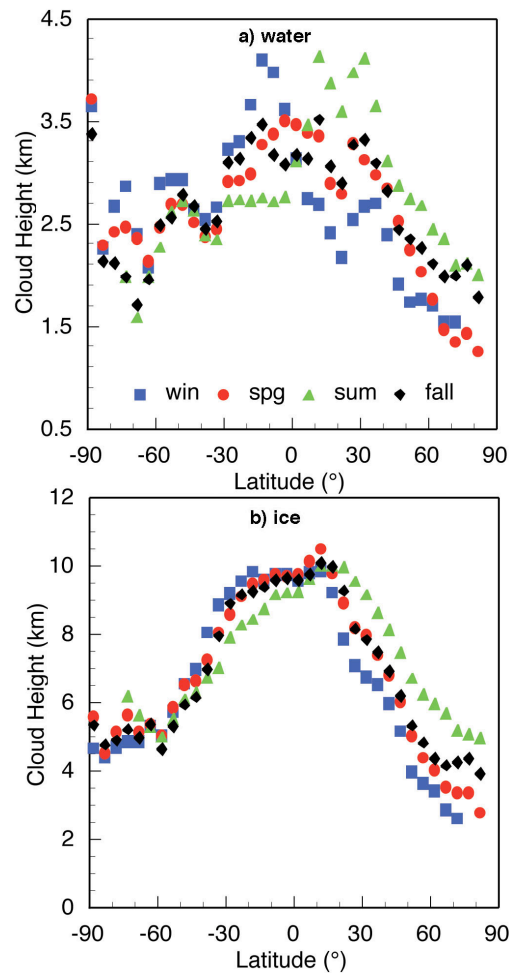 a) water
4.5
3.5
2.5
1.5
0.5
Cloud Height (km)
win spg sum fall
-90 -60 -30 0 30 60 90
Latitude (°)
b) ice
12
10
8
6
4
2
0
Cloud Height (km)
-90 -60 -30 0 30 60 90
Latitude (°)